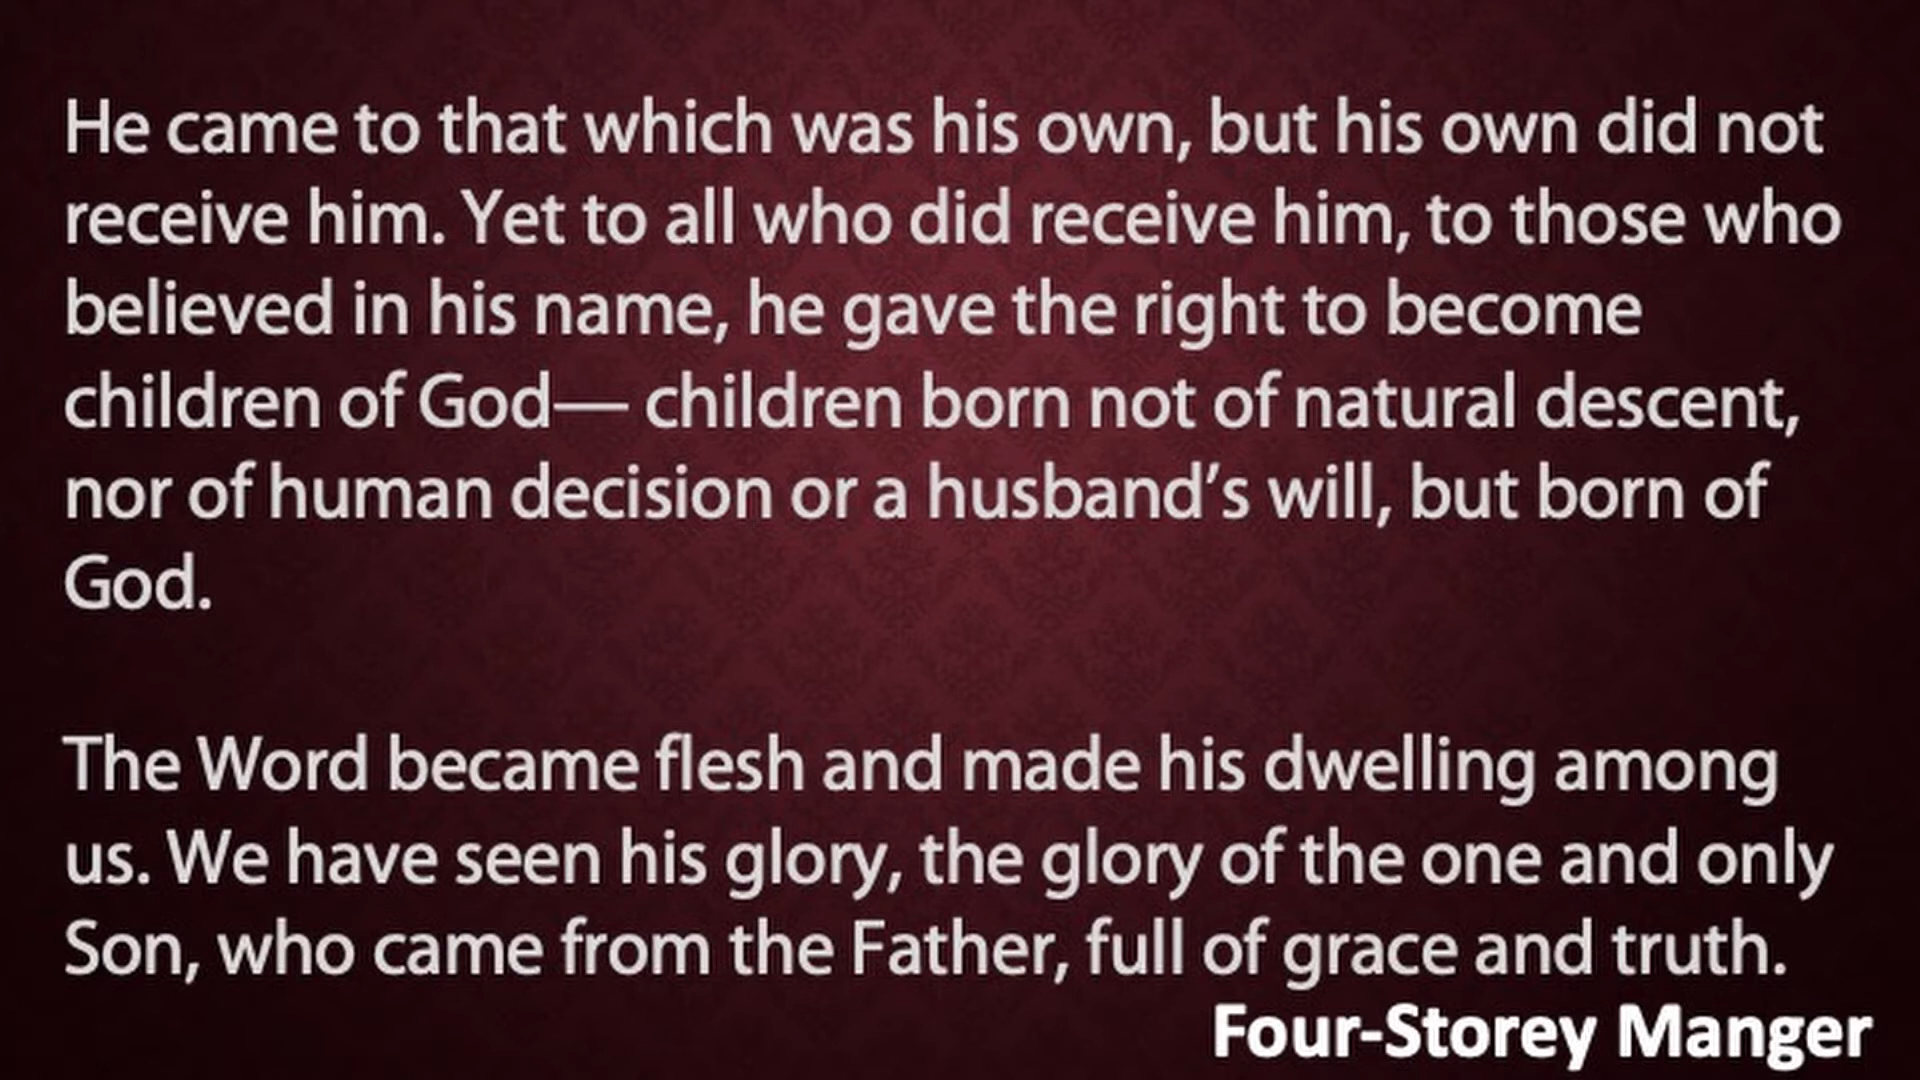 He came to that which was his own, but his own did not
receive him. Yet to all who did receive him, to those who
believed in his name, he gave the right to become
children of God— children born not of natural descent,
nor of human decision or a husband’s will, but born of
God.
The Word became flesh and made his dwelling among
us. We have seen his glory, the glory of the one and only
Son, who came from the Father, full of grace and truth.
Four-Storey Manger